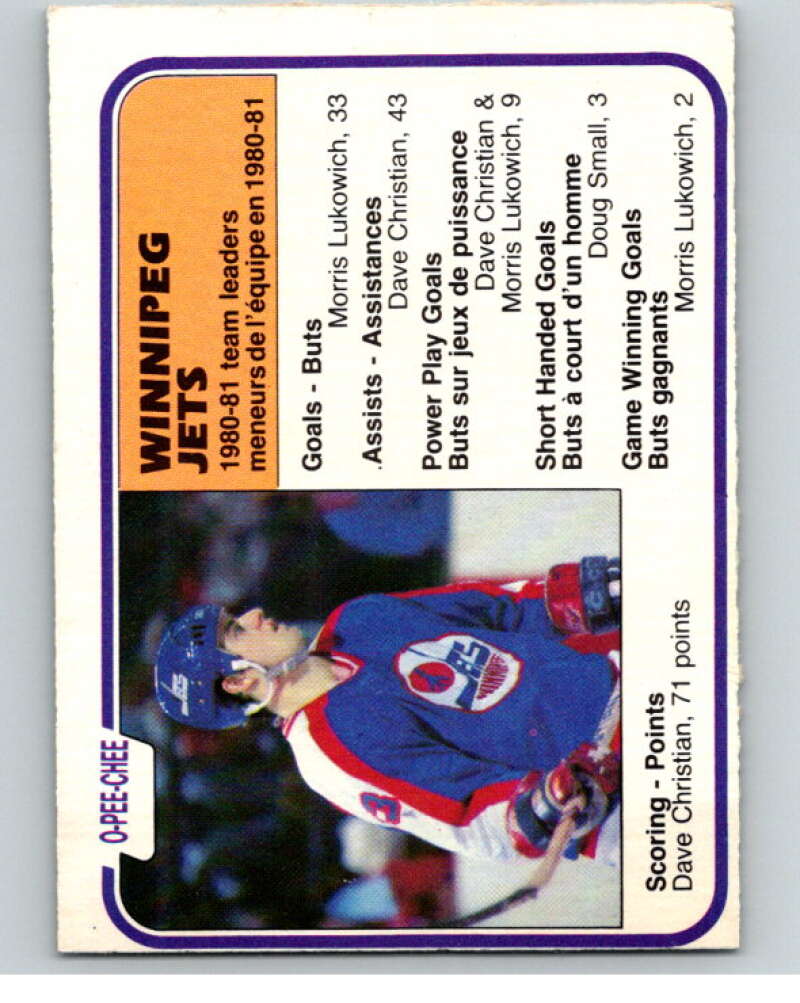 O-PEE-CHEE
WINNIPEG
JETS
1980-81 team leaders
meneurs de l'équipe en 1980-81
Goals - Buts
Morris Lukowich, 33
.Assists - Assistances
Dave Christian, 43
Power Play Goals
Buts sur jeux de puissance
Dave Christian &
Morris Lukowich, 9
Short Handed Goals
Buts à court d'un homme
Doug Small, 3
Game Winning Goals
Buts gagnants
Morris Lukowich, 2
Scoring - Points
Dave Christian, 71 points
JETS
WINNIPEG
3